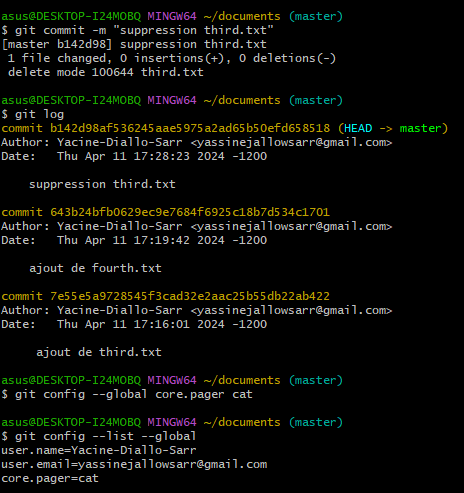 asus@DESKTOP-I24MOBQ MINGW64 ~/documents (master)
$ git commit -m "suppression third.txt"
[master b142d98] suppression third.txt
 1 file changed, 0 insertions(+), 0 deletions(-)
 delete mode 100644 third.txt

asus@DESKTOP-I24MOBQ MINGW64 ~/documents (master)
$ git log
commit b142d98af536245aae5975a2ad65b50efd658518 (HEAD -> master)
Author: Yacine-Diallo-Sarr <yassinejallowsarr@gmail.com>
Date:   Thu Apr 11 17:28:23 2024 -1200

    suppression third.txt

commit 643b24bfb0629ec9e7684f6925c18b7d534c1701
Author: Yacine-Diallo-Sarr <yassinejallowsarr@gmail.com>
Date:   Thu Apr 11 17:19:42 2024 -1200

    ajout de fourth.txt

commit 7e55e5a9728545f3cad32e2aac25b55db22ab422
Author: Yacine-Diallo-Sarr <yassinejallowsarr@gmail.com>
Date:   Thu Apr 11 17:16:01 2024 -1200

     ajout de third.txt

asus@DESKTOP-I24MOBQ MINGW64 ~/documents (master)
$ git config --global core.pager cat

asus@DESKTOP-I24MOBQ MINGW64 ~/documents (master)
$ git config --list --global
user.name=Yacine-Diallo-Sarr
user.email=yassinejallowsarr@gmail.com
core.pager=cat